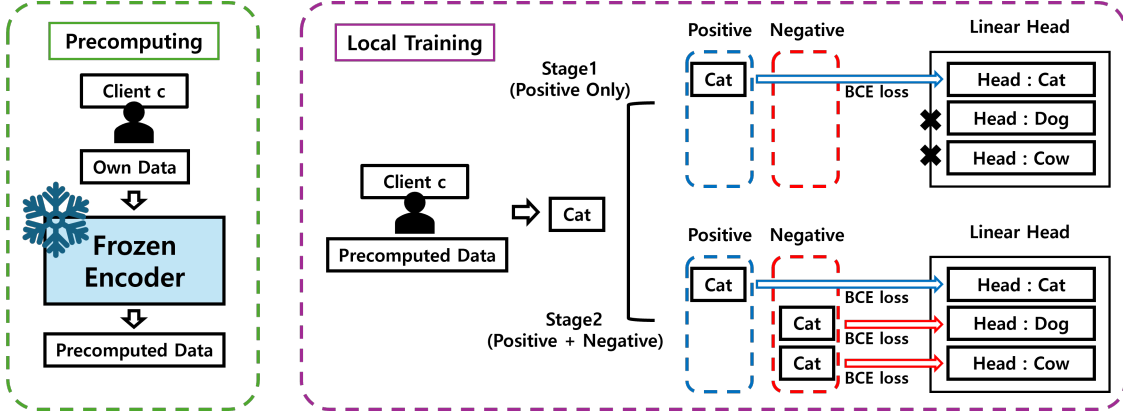 Precomputing
Client c
Own Data
Frozen
Encoder
Precomputed Data
Local Training
Client c
Precomputed Data
Cat
Stage1
(Positive Only)
Positive
Negative
Linear Head
Cat
BCE loss
Head : Cat
Head : Dog
Head : Cow
Stage2
(Positive + Negative)
Positive
Negative
Linear Head
Cat
BCE loss
Head : Cat
Cat
BCE loss
Head : Dog
Cat
BCE loss
Head : Cow